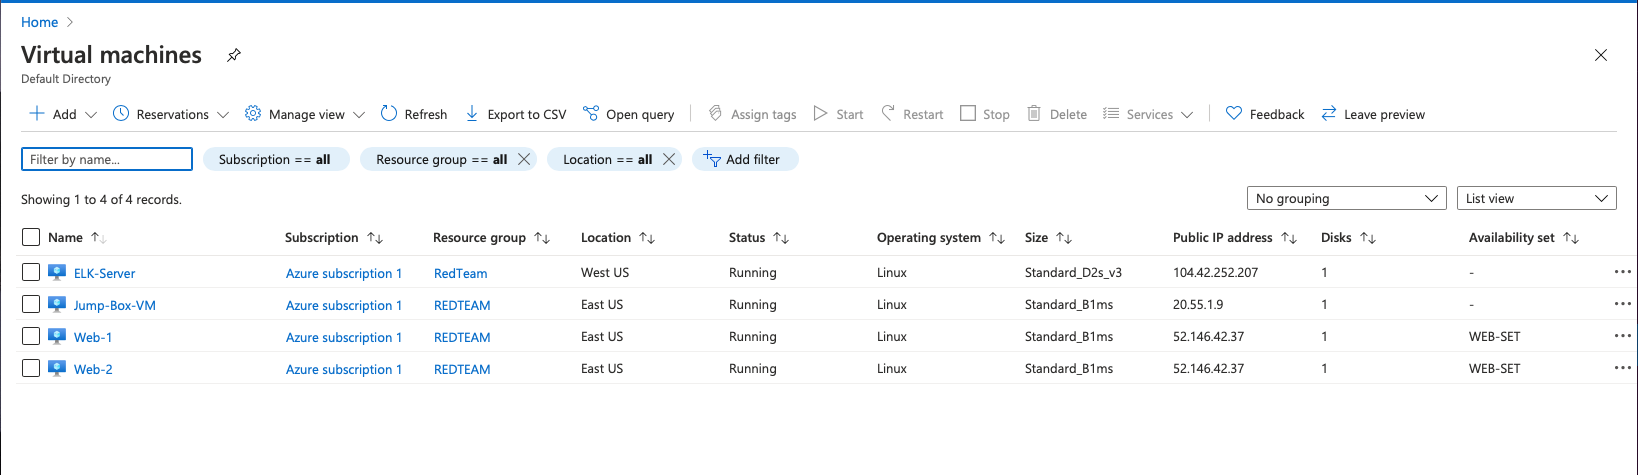 Home
Virtual machines
Default Directory
Add Reservations Manage view Refresh Export to CSV Open query Assign tags Start Restart Stop Delete Services Feedback Leave preview
Filter by name... Subscription == all Resource group == all Location == all Add filter
Showing 1 to 4 of 4 records. No grouping List view
Name Subscription Resource group Location Status Operating system Size Public IP address Disks Availability set
ELK-Server Azure subscription 1 RedTeam West US Running Linux Standard_D2s_v3 104.42.252.207 1 -
Jump-Box-VM Azure subscription 1 REDTEAM East US Running Linux Standard_B1ms 20.55.1.9 1 -
Web-1 Azure subscription 1 REDTEAM East US Running Linux Standard_B1ms 52.146.42.37 1 WEB-SET
Web-2 Azure subscription 1 REDTEAM East US Running Linux Standard_B1ms 52.146.42.37 1 WEB-SET